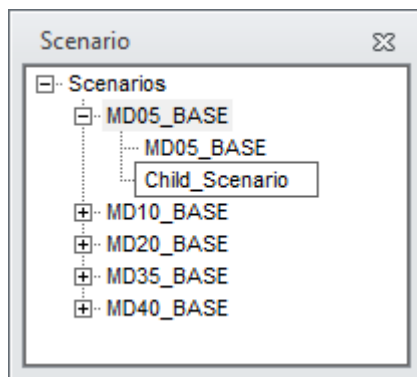 Scenario
Scenarios
MD05_BASE
MD05_BASE
Child_Scenario
MD10_BASE
MD20_BASE
MD35_BASE
MD40_BASE